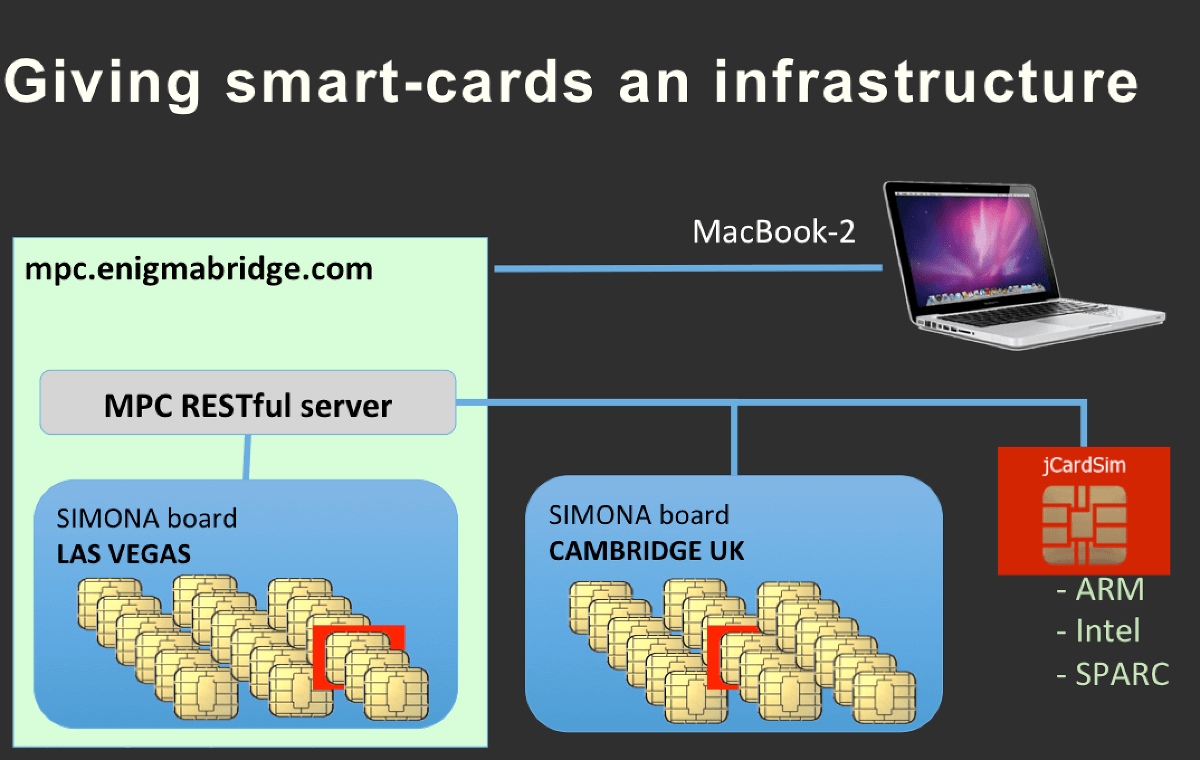 Giving smart-cards an infrastructure
MacBook-2
mpc.enigmabridge.com
MPC RESTful server
SIMONA board
LAS VEGAS
SIMONA board
CAMBRIDGE UK
jCardSim
- ARM
- Intel
- SPARC